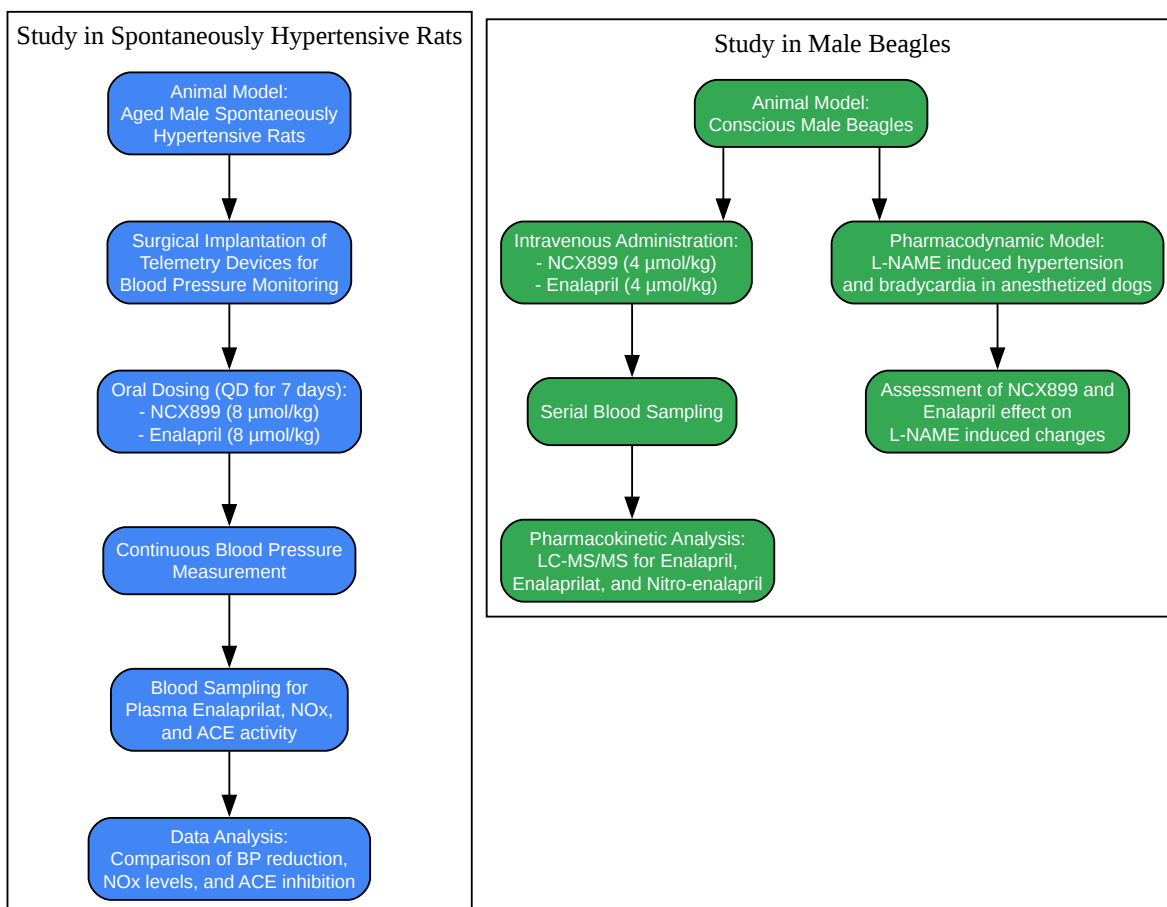 Study in Spontaneously Hypertensive Rats
Animal Model:
Aged Male Spontaneously
Hypertensive Rats
Surgical Implantation of
Telemetry Devices for
Blood Pressure Monitoring
Oral Dosing (QD for 7 days):
- NCX899 (8 µmol/kg)
- Enalapril (8 µmol/kg)
Continuous Blood Pressure
Measurement
Blood Sampling for
Plasma Enalaprilat, NOx,
and ACE activity
Data Analysis:
Comparison of BP reduction,
NOx levels, and ACE inhibition
Study in Male Beagles
Animal Model:
Conscious Male Beagles
Intravenous Administration:
- NCX899 (4 µmol/kg)
- Enalapril (4 µmol/kg)
Serial Blood Sampling
Pharmacokinetic Analysis:
LC-MS/MS for Enalapril,
Enalaprilat, and Nitro-enalapril
Pharmacodynamic Model:
L-NAME induced hypertension
and bradycardia in anesthetized dogs
Assessment of NCX899 and
Enalapril effect on
L-NAME induced changes